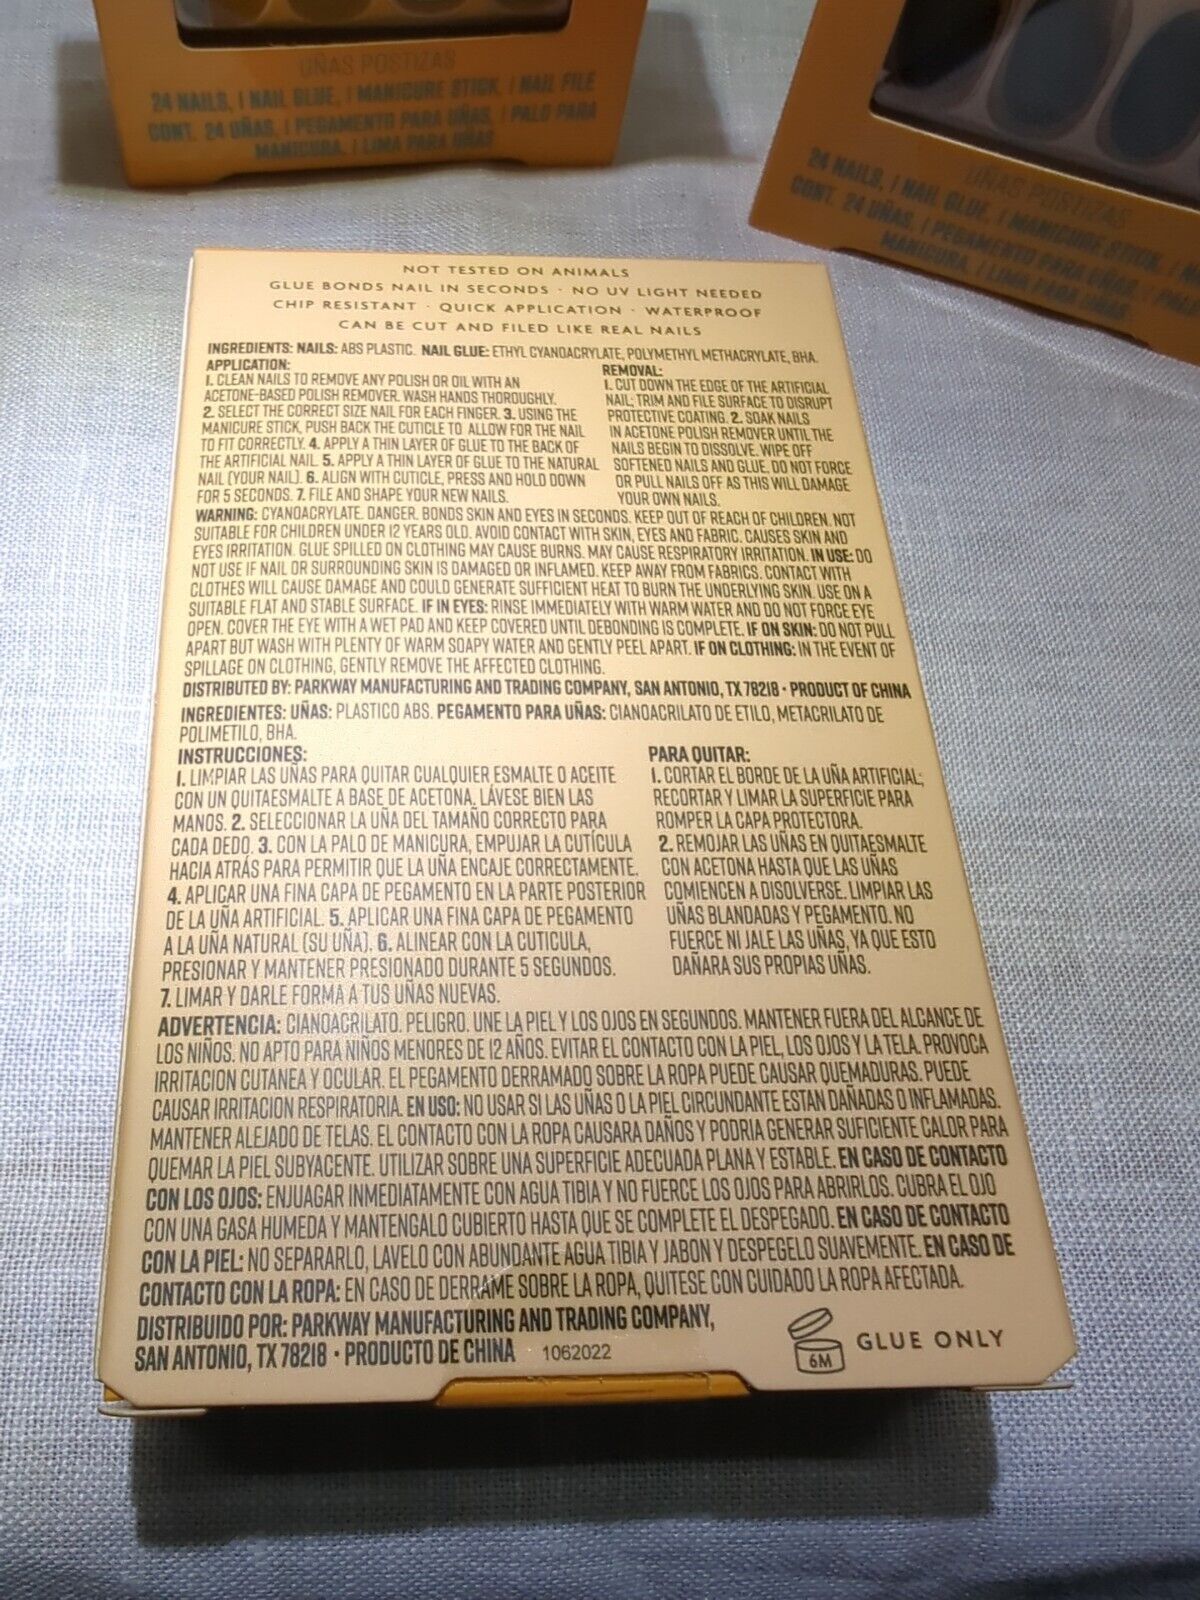 UÑAS POSTIZAS
24 NAILS, 1 NAIL GLUE, 1 MANICURE STICK, 1 NAIL FILE
CONT. 24 UÑAS, 1 PEGAMENTO PARA UÑAS, 1 PALO PARA
MANICURA, 1 LIMA PARA UÑAS
UÑAS POSTIZAS
24 NAILS, 1 NAIL GLUE, 1 MANICURE STICK, 1
CONT. 24 UÑAS, 1 PEGAMENTO PARA UÑAS, 1
MANICURA, 1 LIMA PARA UÑAS
NOT TESTED ON ANIMALS
GLUE BONDS NAIL IN SECONDS · NO UV LIGHT NEEDED
CHIP RESISTANT · QUICK APPLICATION · WATERPROOF
CAN BE CUT AND FILED LIKE REAL NAILS
INGREDIENTS: NAILS: ABS PLASTIC. NAIL GLUE: ETHYL CYANOACRYLATE, POLYMETHYL METHACRYLATE, BHA.
APPLICATION:
1. CLEAN NAILS TO REMOVE ANY POLISH OR OIL WITH AN
ACETONE-BASED POLISH REMOVER. WASH HANDS THOROUGHLY.
2. SELECT THE CORRECT SIZE NAIL FOR EACH FINGER. 3. USING THE
MANICURE STICK, PUSH BACK THE CUTICLE TO ALLOW FOR THE NAIL
TO FIT CORRECTLY. 4. APPLY A THIN LAYER OF GLUE TO THE BACK OF
THE ARTIFICIAL NAIL. 5. APPLY A THIN LAYER OF GLUE TO THE NATURAL
NAIL (YOUR NAIL). 6. ALIGN WITH CUTICLE, PRESS AND HOLD DOWN
FOR 5 SECONDS. 7. FILE AND SHAPE YOUR NEW NAILS.
REMOVAL:
1. CUT DOWN THE EDGE OF THE ARTIFICIAL
NAIL; TRIM AND FILE SURFACE TO DISRUPT
PROTECTIVE COATING. 2. SOAK NAILS
IN ACETONE POLISH REMOVER UNTIL THE
NAILS BEGIN TO DISSOLVE. WIPE OFF
SOFTENED NAILS AND GLUE. DO NOT FORCE
OR PULL NAILS OFF AS THIS WILL DAMAGE
YOUR OWN NAILS.
WARNING: CYANOACRYLATE. DANGER. BONDS SKIN AND EYES IN SECONDS. KEEP OUT OF REACH OF CHILDREN. NOT
SUITABLE FOR CHILDREN UNDER 12 YEARS OLD. AVOID CONTACT WITH SKIN, EYES AND FABRIC. CAUSES SKIN AND
EYES IRRITATION. GLUE SPILLED ON CLOTHING MAY CAUSE BURNS. MAY CAUSE RESPIRATORY IRRITATION. IN USE: DO
NOT USE IF NAIL OR SURROUNDING SKIN IS DAMAGED OR INFLAMED. KEEP AWAY FROM FABRICS. CONTACT WITH
CLOTHES WILL CAUSE DAMAGE AND COULD GENERATE SUFFICIENT HEAT TO BURN THE UNDERLYING SKIN. USE ON A
SUITABLE FLAT AND STABLE SURFACE. IF IN EYES: RINSE IMMEDIATELY WITH WARM WATER AND DO NOT FORCE EYE
OPEN. COVER THE EYE WITH A WET PAD AND KEEP COVERED UNTIL DEBONDING IS COMPLETE. IF ON SKIN: DO NOT PULL
APART BUT WASH WITH PLENTY OF WARM SOAPY WATER AND GENTLY PEEL APART. IF ON CLOTHING: IN THE EVENT OF
SPILLAGE ON CLOTHING, GENTLY REMOVE THE AFFECTED CLOTHING.
DISTRIBUTED BY: PARKWAY MANUFACTURING AND TRADING COMPANY, SAN ANTONIO, TX 78218 · PRODUCT OF CHINA
INGREDIENTES: UÑAS: PLASTICO ABS. PEGAMENTO PARA UÑAS: CIANOACRILATO DE ETILO, METACRILATO DE
POLIMETILO, BHA.
INSTRUCCIONES:
1. LIMPIAR LAS UÑAS PARA QUITAR CUALQUIER ESMALTE O ACEITE
CON UN QUITAESMALTE A BASE DE ACETONA. LÁVESE BIEN LAS
MANOS. 2. SELECCIONAR LA UÑA DEL TAMAÑO CORRECTO PARA
CADA DEDO. 3. CON LA PALO DE MANICURA, EMPUJAR LA CUTÍCULA
HACIA ATRÁS PARA PERMITIR QUE LA UÑA ENCAJE CORRECTAMENTE.
4. APLICAR UNA FINA CAPA DE PEGAMENTO EN LA PARTE POSTERIOR
DE LA UÑA ARTIFICIAL. 5. APLICAR UNA FINA CAPA DE PEGAMENTO
A LA UÑA NATURAL (SU UÑA). 6. ALINEAR CON LA CUTICULA,
PRESIONAR Y MANTENER PRESIONADO DURANTE 5 SEGUNDOS.
7. LIMAR Y DARLE FORMA A TUS UÑAS NUEVAS.
PARA QUITAR:
1. CORTAR EL BORDE DE LA UÑA ARTIFICIAL;
RECORTAR Y LIMAR LA SUPERFICIE PARA
ROMPER LA CAPA PROTECTORA.
2. REMOJAR LAS UÑAS EN QUITAESMALTE
CON ACETONA HASTA QUE LAS UÑAS
COMIENCEN A DISOLVERSE. LIMPIAR LAS
UÑAS BLANDADAS Y PEGAMENTO. NO
FUERCE NI JALE LAS UÑAS, YA QUE ESTO
DAÑARA SUS PROPIAS UÑAS.
ADVERTENCIA: CIANOACRILATO. PELIGRO. UNE LA PIEL Y LOS OJOS EN SEGUNDOS. MANTENER FUERA DEL ALCANCE DE
LOS NIÑOS. NO APTO PARA NIÑOS MENORES DE 12 AÑOS. EVITAR EL CONTACTO CON LA PIEL, LOS OJOS Y LA TELA. PROVOCA
IRRITACION CUTANEA Y OCULAR. EL PEGAMENTO DERRAMADO SOBRE LA ROPA PUEDE CAUSAR QUEMADURAS. PUEDE
CAUSAR IRRITACION RESPIRATORIA. EN USO: NO USAR SI LAS UÑAS O LA PIEL CIRCUNDANTE ESTAN DAÑADAS O INFLAMADAS.
MANTENER ALEJADO DE TELAS. EL CONTACTO CON LA ROPA CAUSARA DAÑOS Y PODRIA GENERAR SUFICIENTE CALOR PARA
QUEMAR LA PIEL SUBYACENTE. UTILIZAR SOBRE UNA SUPERFICIE ADECUADA PLANA Y ESTABLE. EN CASO DE CONTACTO
CON LOS OJOS: ENJUAGAR INMEDIATAMENTE CON AGUA TIBIA Y NO FUERCE LOS OJOS PARA ABRIRLOS. CUBRA EL OJO
CON UNA GASA HUMEDA Y MANTENGALO CUBIERTO HASTA QUE SE COMPLETE EL DESPEGADO. EN CASO DE CONTACTO
CON LA PIEL: NO SEPARARLO, LAVELO CON ABUNDANTE AGUA TIBIA Y JABON Y DESPEGELO SUAVEMENTE. EN CASO DE
CONTACTO CON LA ROPA: EN CASO DE DERRAME SOBRE LA ROPA, QUITESE CON CUIDADO LA ROPA AFECTADA.
DISTRIBUIDO POR: PARKWAY MANUFACTURING AND TRADING COMPANY,
SAN ANTONIO, TX 78218 · PRODUCTO DE CHINA 1062022
6M GLUE ONLY